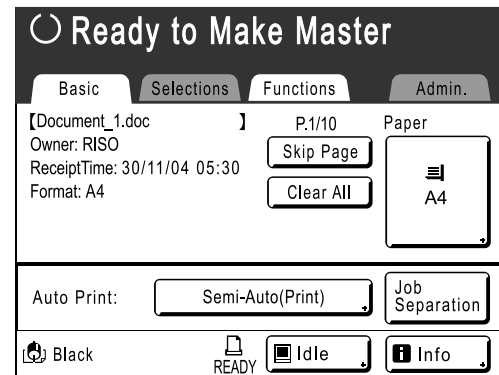 Ready to Make Master
Basic Selections Functions Admin.
【Document_1.doc 】 P.1/10 Paper
Owner: RISO
Skip Page
ReceiptTime: 30/11/04 05:30
Format: A4 Clear All A4
Auto Print: Semi-Auto(Print) Job
Separation
Black READY Idle Info